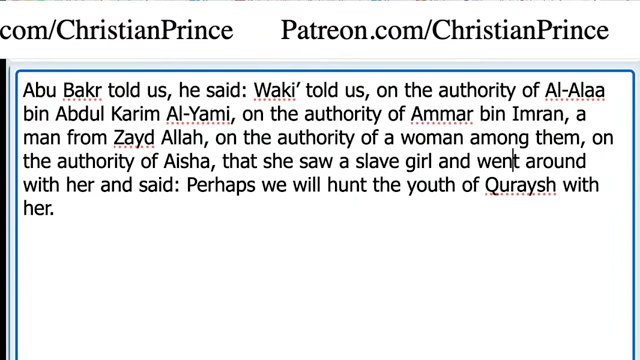 com/ChristianPrince Patreon.com/ChristianPrince
Abu Bakr told us, he said: Waki’ told us, on the authority of Al-Alaa
bin Abdul Karim Al-Yami, on the authority of Ammar bin Imran, a
man from Zayd Allah, on the authority of a woman among them, on
the authority of Aisha, that she saw a slave girl and went around
with her and said: Perhaps we will hunt the youth of Quraysh with
her.